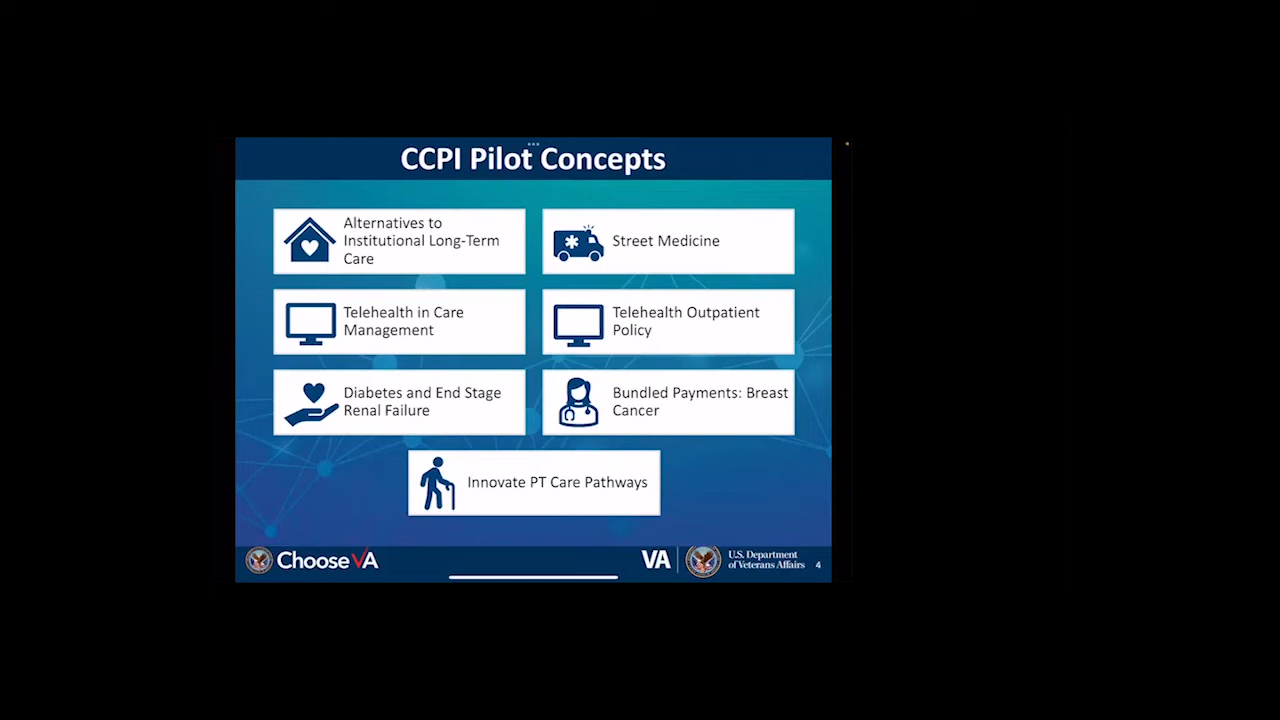 CCPI Pilot Concepts
Alternatives to
Institutional Long-Term
Care
Street Medicine
Telehealth in Care
Management
Telehealth Outpatient
Policy
Diabetes and End Stage
Renal Failure
Bundled Payments: Breast
Cancer
Innovate PT Care Pathways
Choose VA
VA
U.S. Department
of Veterans Affairs
4